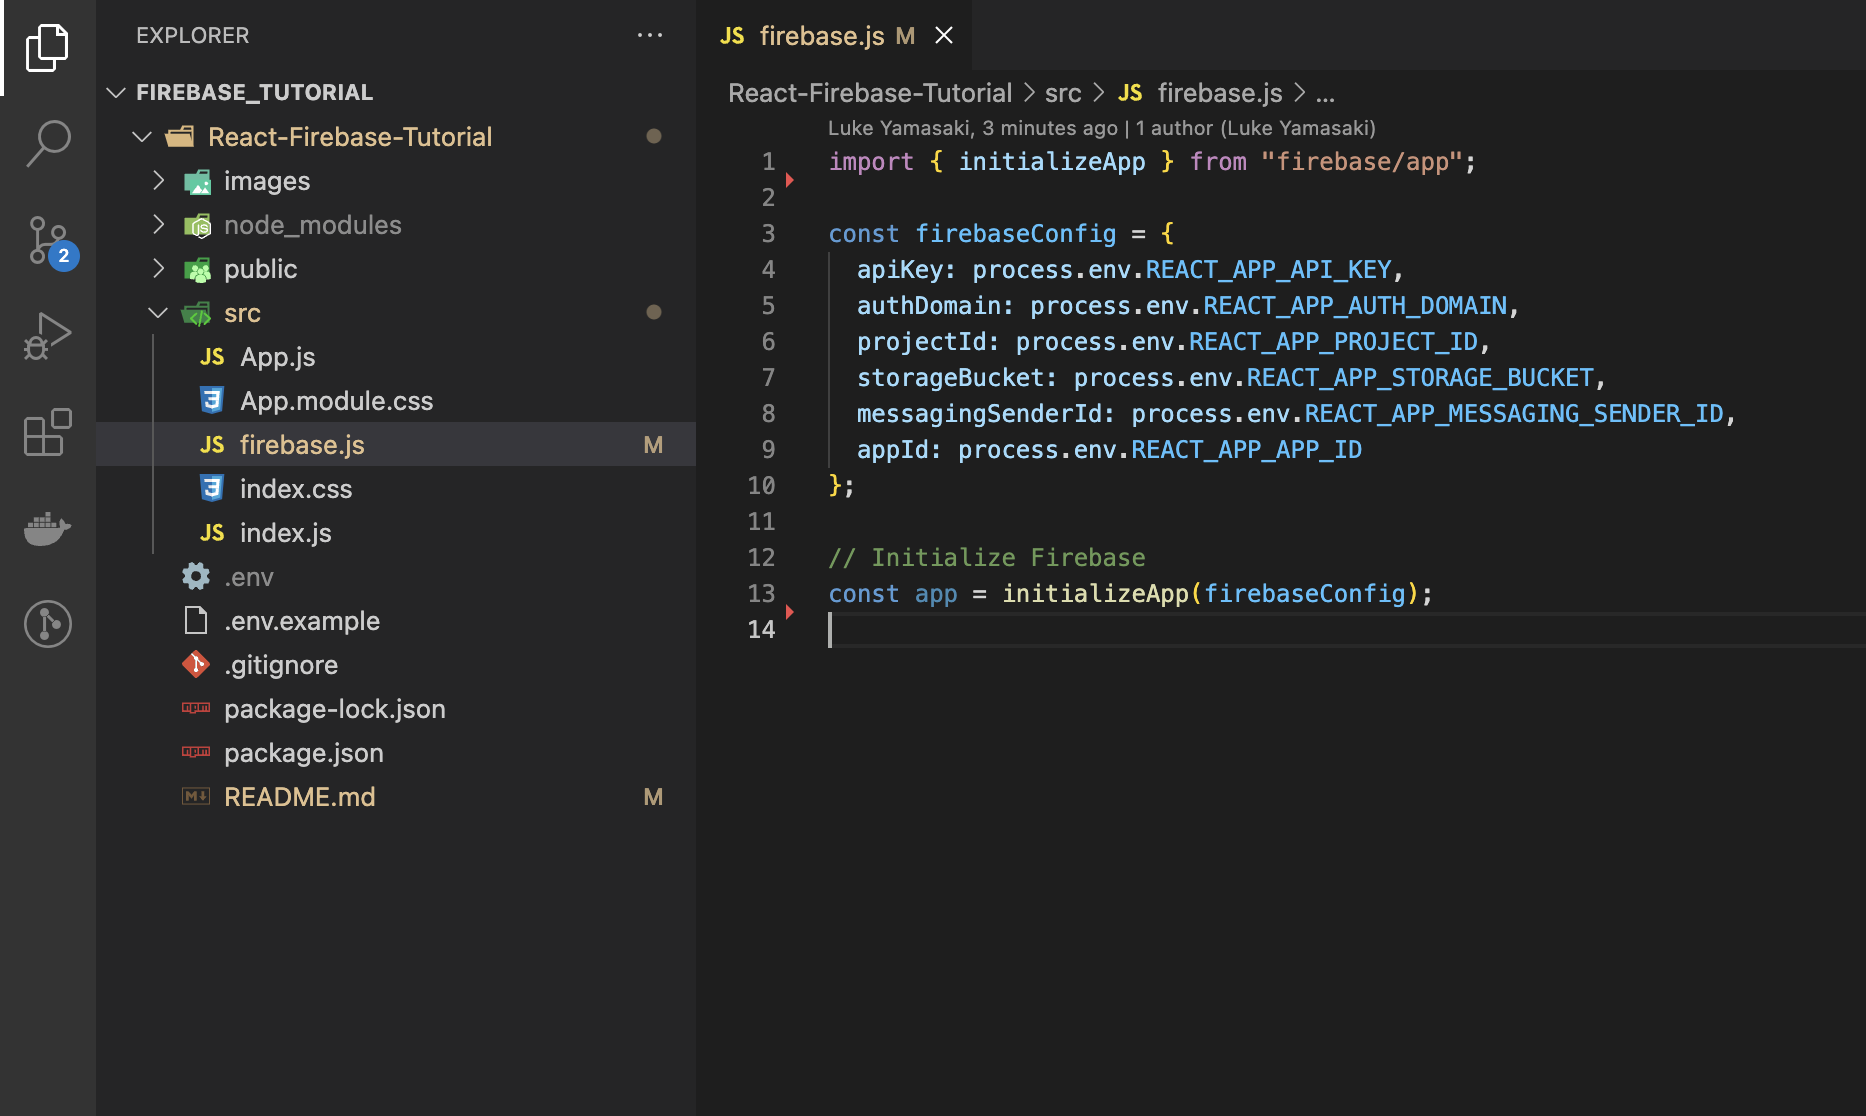 EXPLORER
FIREBASE_TUTORIAL
React-Firebase-Tutorial
images
node_modules
public
src
JS App.js
App.module.css
JS firebase.js M
index.css
JS index.js
.env
.env.example
.gitignore
package-lock.json
package.json
README.md M
2
JS firebase.js M
React-Firebase-Tutorial > src > JS firebase.js > ...
Luke Yamasaki, 3 minutes ago | 1 author (Luke Yamasaki)
1 import { initializeApp } from "firebase/app";
2
3 const firebaseConfig = {
4 apiKey: process.env.REACT_APP_API_KEY,
5 authDomain: process.env.REACT_APP_AUTH_DOMAIN,
6 projectId: process.env.REACT_APP_PROJECT_ID,
7 storageBucket: process.env.REACT_APP_STORAGE_BUCKET,
8 messagingSenderId: process.env.REACT_APP_MESSAGING_SENDER_ID,
9 appId: process.env.REACT_APP_APP_ID
10 };
11
12 // Initialize Firebase
13 const app = initializeApp(firebaseConfig);
14